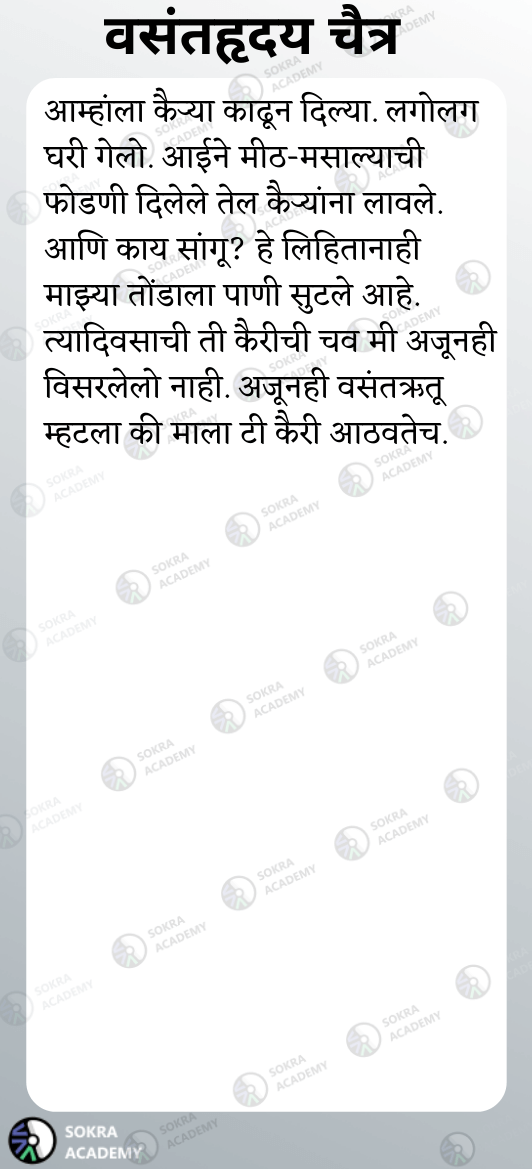 वसंतहृदय चैत्र
आम्हांला कैऱ्या काढून दिल्या. लगोलग
घरी गेलो. आईने मीठ-मसाल्याची
फोडणी दिलेले तेल कैऱ्यांना लावले.
आणि काय सांगू? हे लिहितानाही
माझ्या तोंडाला पाणी सुटले आहे.
त्यादिवसाची ती कैरीची चव मी अजूनही
विसरलेलो नाही. अजूनही वसंतऋतू
म्हटला की माला टी कैरी आठवतेच.
SOKRA
ACADEMY